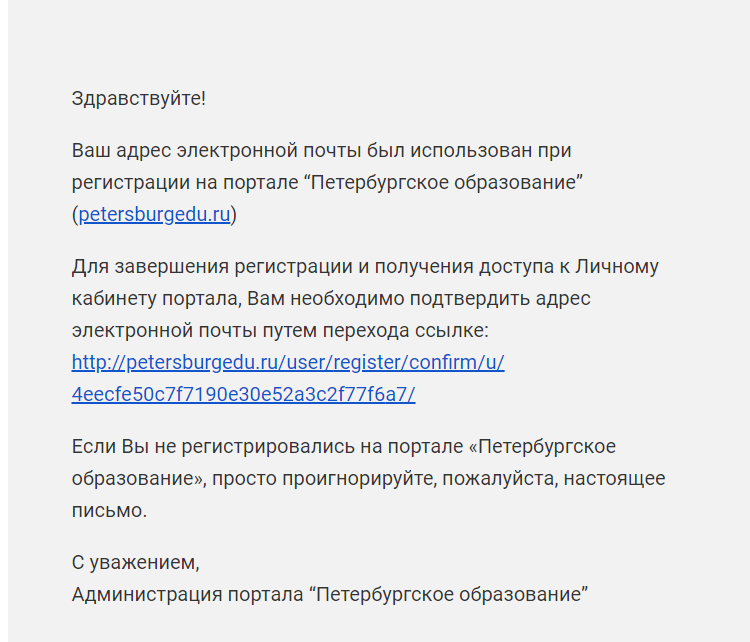 Здравствуйте!
Ваш адрес электронной почты был использован при
регистрации на портале “Петербургское образование”
(petersburgedu.ru)
Для завершения регистрации и получения доступа к Личному
кабинету портала, Вам необходимо подтвердить адрес
электронной почты путем перехода ссылке:
http://petersburgedu.ru/user/register/confirm/u/
4eecfe50c7f7190e30e52a3c2f77f6a7/
Если Вы не регистрировались на портале «Петербургское
образование», просто проигнорируйте, пожалуйста, настоящее
письмо.
С уважением,
Администрация портала “Петербургское образование”